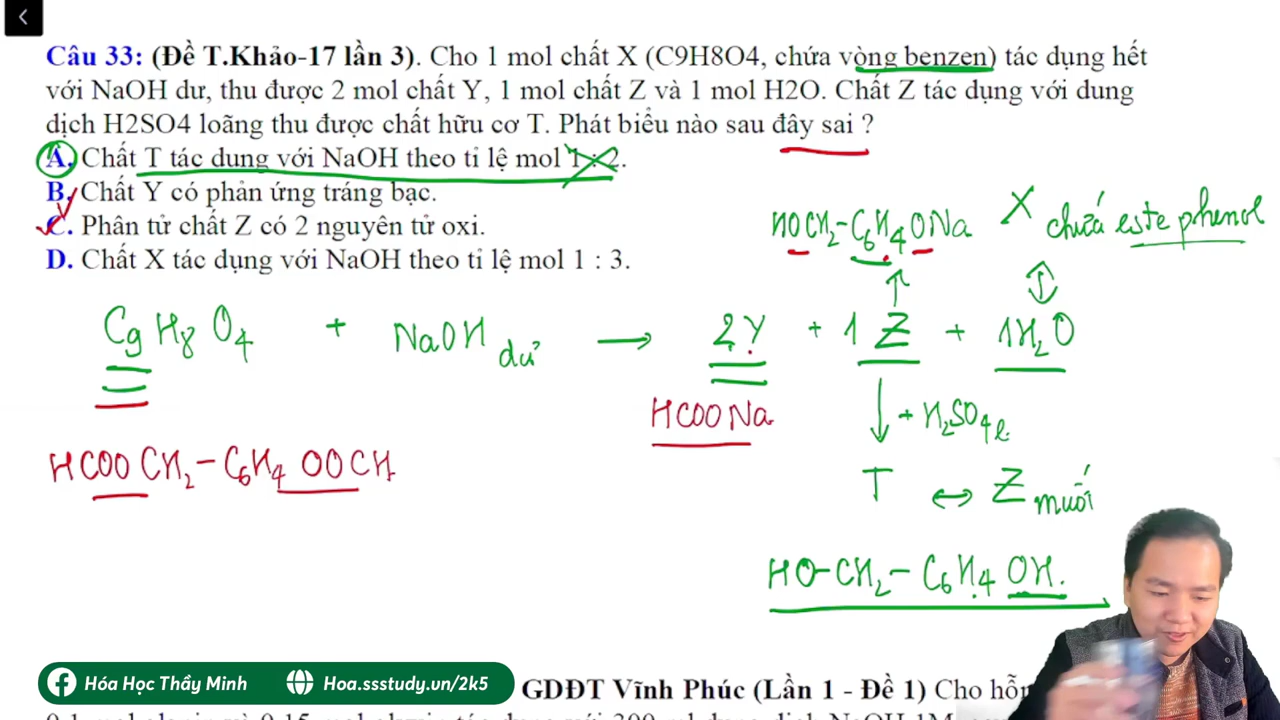 Câu 33: (Đề T.Khảo-17 lần 3). Cho 1 mol chất X (C9H8O4, chứa vòng benzen) tác dụng hết
với NaOH dư, thu được 2 mol chất Y, 1 mol chất Z và 1 mol H2O. Chất Z tác dụng với dung
dịch H2SO4 loãng thu được chất hữu cơ T. Phát biểu nào sau đây sai ?
A. Chất T tác dung với NaOH theo tỉ lệ mol 1 : 2.
B. Chất Y có phản ứng tráng bạc.
C. Phân tử chất Z có 2 nguyên tử oxi.
D. Chất X tác dụng với NaOH theo tỉ lệ mol 1 : 3.
HOCH2-C6H4ONa X chứa este phenol
C9H8O4 + NaOH dư → 2Y + 1 Z + 1H2O
HCOONa + H2SO4 l
HCOOCH2-C6H4OOCH T ↔ Z muối
HO-CH2-C6H4OH.
Hóa Học Thầy Minh Hoa.ssstudy.vn/2k5 GDĐT Vĩnh Phúc (Lần 1 - Đề 1) Cho